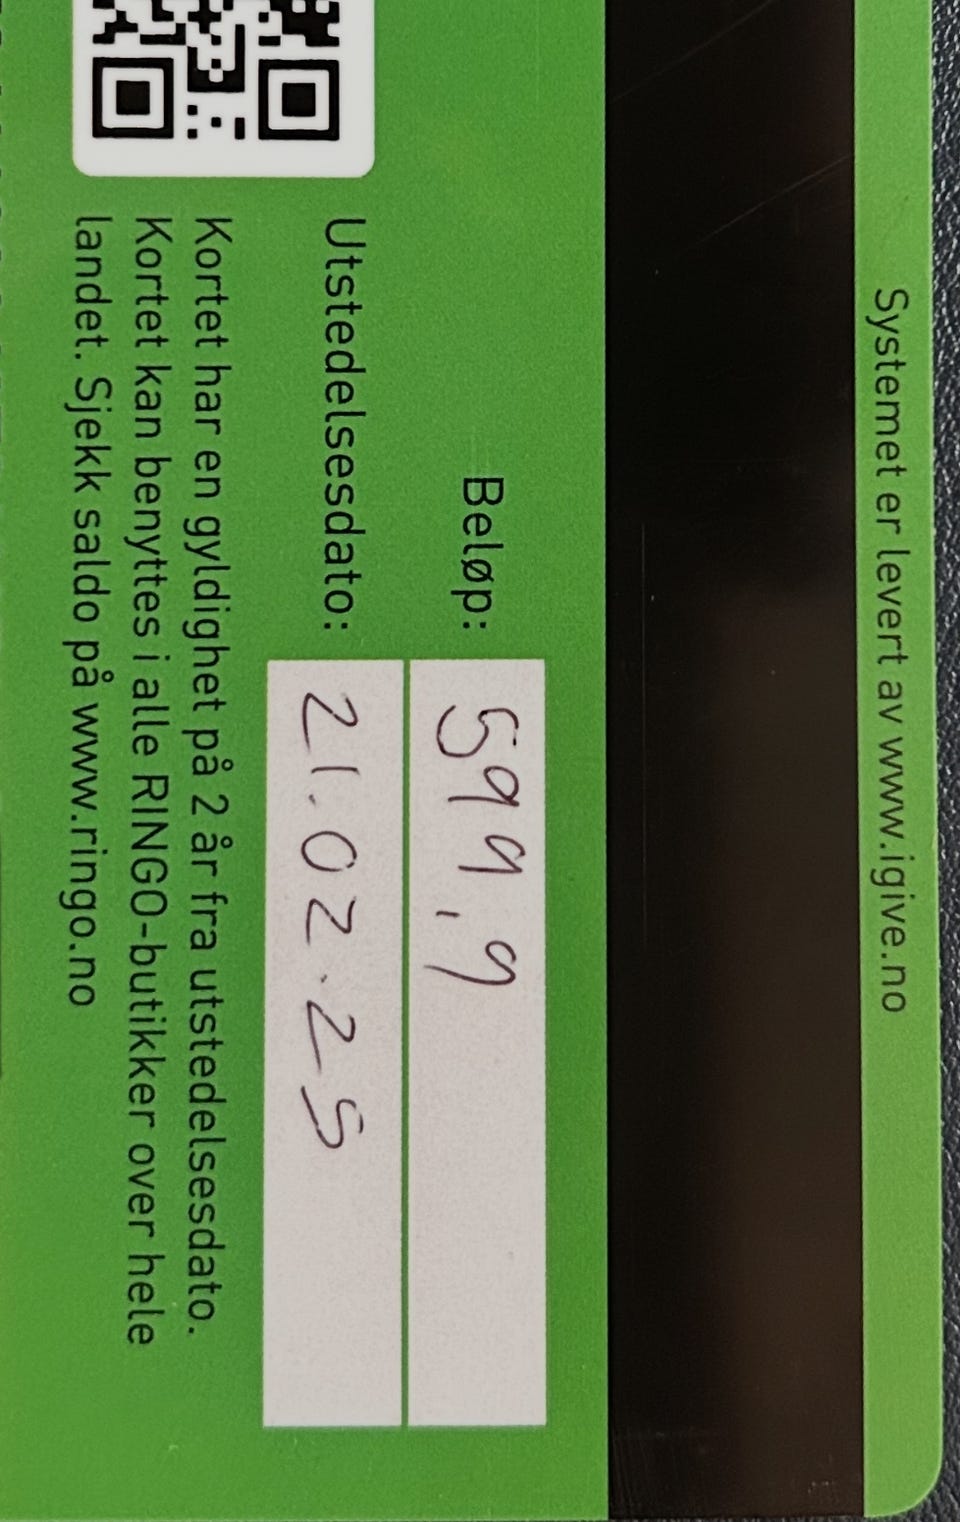 Systemet er levert av www.igive.no
Beløp: 599,9
Utstedelsesdato: 21.02.25
Kortet har en gyldighet på 2 år fra utstedelsesdato.
Kortet kan benyttes i alle RINGO-butikker over hele
landet. Sjekk saldo på www.ringo.no